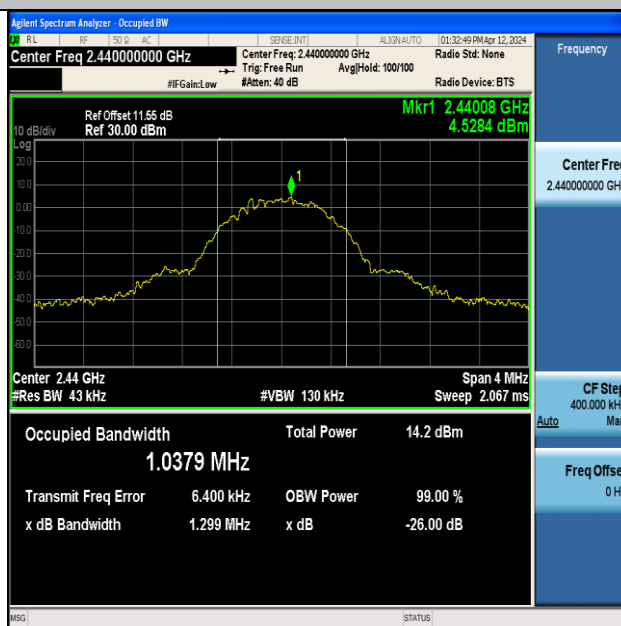 Agilent Spectrum Analyzer - Occupied BW
RL RF 50 Ω AC SENSE:INT ALIGN AUTO 01:32:49 PM Apr 12, 2024
Center Freq 2.440000000 GHz Center Freq: 2.440000000 GHz Radio Std: None
Trig: Free Run Avg|Hold: 100/100
#IFGain:Low #Atten: 40 dB Radio Device: BTS
Frequency
Ref Offset 11.55 dB Mkr1 2.44008 GHz
10 dB/div Ref 30.00 dBm 4.5284 dBm
Log
20.0
10.0
0.00
-10.0
-20.0
-30.0
-40.0
-50.0
-60.0
1
Center 2.44 GHz Span 4 MHz
#Res BW 43 kHz #VBW 130 kHz Sweep 2.067 ms
Occupied Bandwidth Total Power 14.2 dBm
1.0379 MHz
Transmit Freq Error 6.400 kHz OBW Power 99.00 %
x dB Bandwidth 1.299 MHz x dB -26.00 dB
Center Fre
2.440000000 GH
CF Step
400.000 kH
Auto Ma
Freq Offse
0 H
MSG STATUS